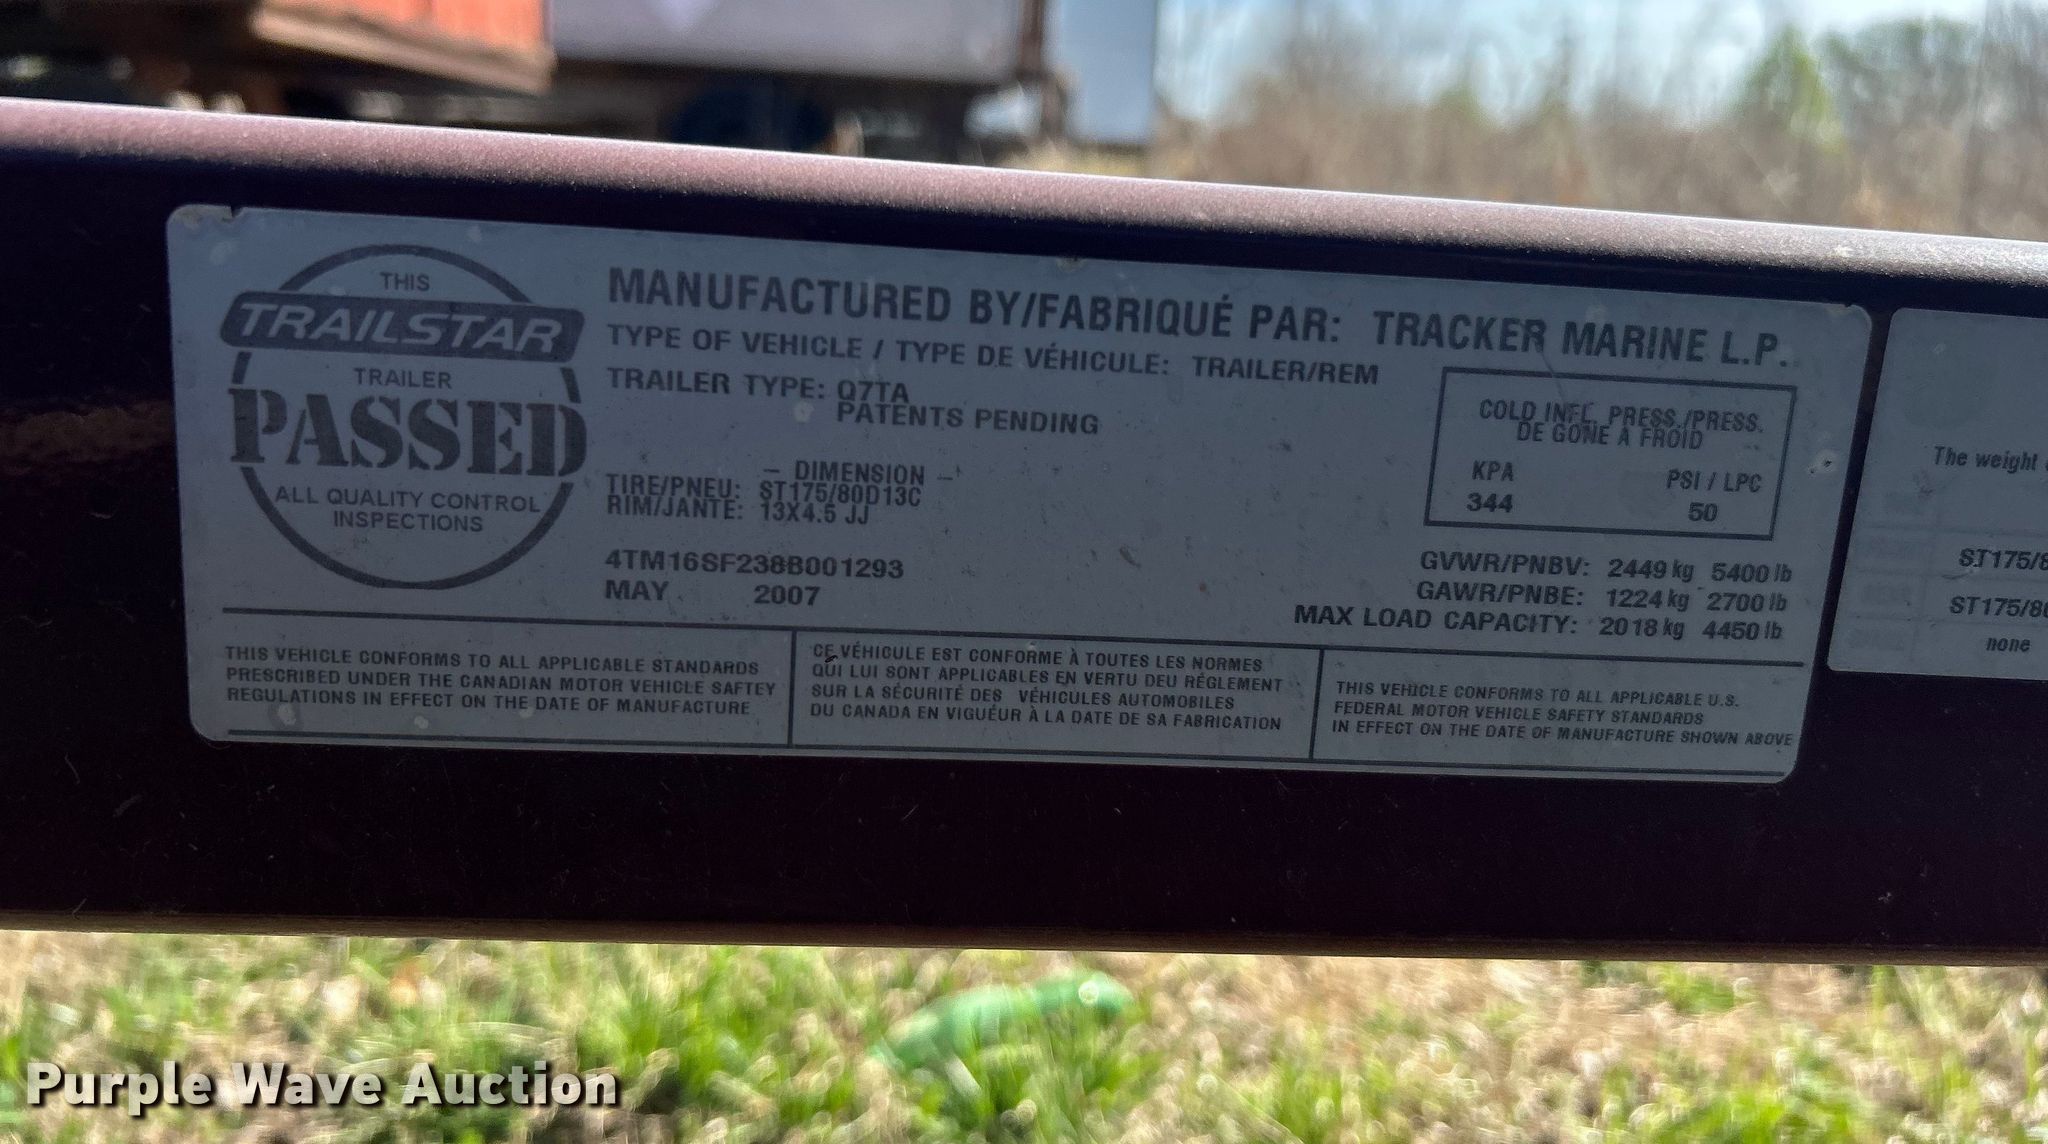 THIS
TRAILSTAR
TRAILER
PASSED
ALL QUALITY CONTROL
INSPECTIONS
MANUFACTURED BY/FABRIQUÉ PAR: TRACKER MARINE L.P.
TYPE OF VEHICLE / TYPE DE VÉHICULE: TRAILER/REM
TRAILER TYPE: Q7TA
PATENTS PENDING
– DIMENSION –
TIRE/PNEU: ST175/80D13C
RIM/JANTE: 13X4.5 JJ
4TM16SF238B001293
MAY 2007
COLD INFL. PRESS./PRESS.
DE GONE A FROID
KPA PSI / LPC
344 50
GVWR/PNBV: 2449 kg 5400 lb
GAWR/PNBE: 1224 kg 2700 lb
MAX LOAD CAPACITY: 2018 kg 4450 lb
THIS VEHICLE CONFORMS TO ALL APPLICABLE STANDARDS
PRESCRIBED UNDER THE CANADIAN MOTOR VEHICLE SAFTEY
REGULATIONS IN EFFECT ON THE DATE OF MANUFACTURE
CE VÉHICULE EST CONFORME À TOUTES LES NORMES
QUI LUI SONT APPLICABLES EN VERTU DEU RÉGLEMENT
SUR LA SÉCURITÉ DES VÉHICULES AUTOMOBILES
DU CANADA EN VIGUÉUR À LA DATE DE SA FABRICATION
THIS VEHICLE CONFORMS TO ALL APPLICABLE U.S.
FEDERAL MOTOR VEHICLE SAFETY STANDARDS
IN EFFECT ON THE DATE OF MANUFACTURE SHOWN ABOVE
The weight
ST175/8
ST175/80
none
Purple Wave Auction